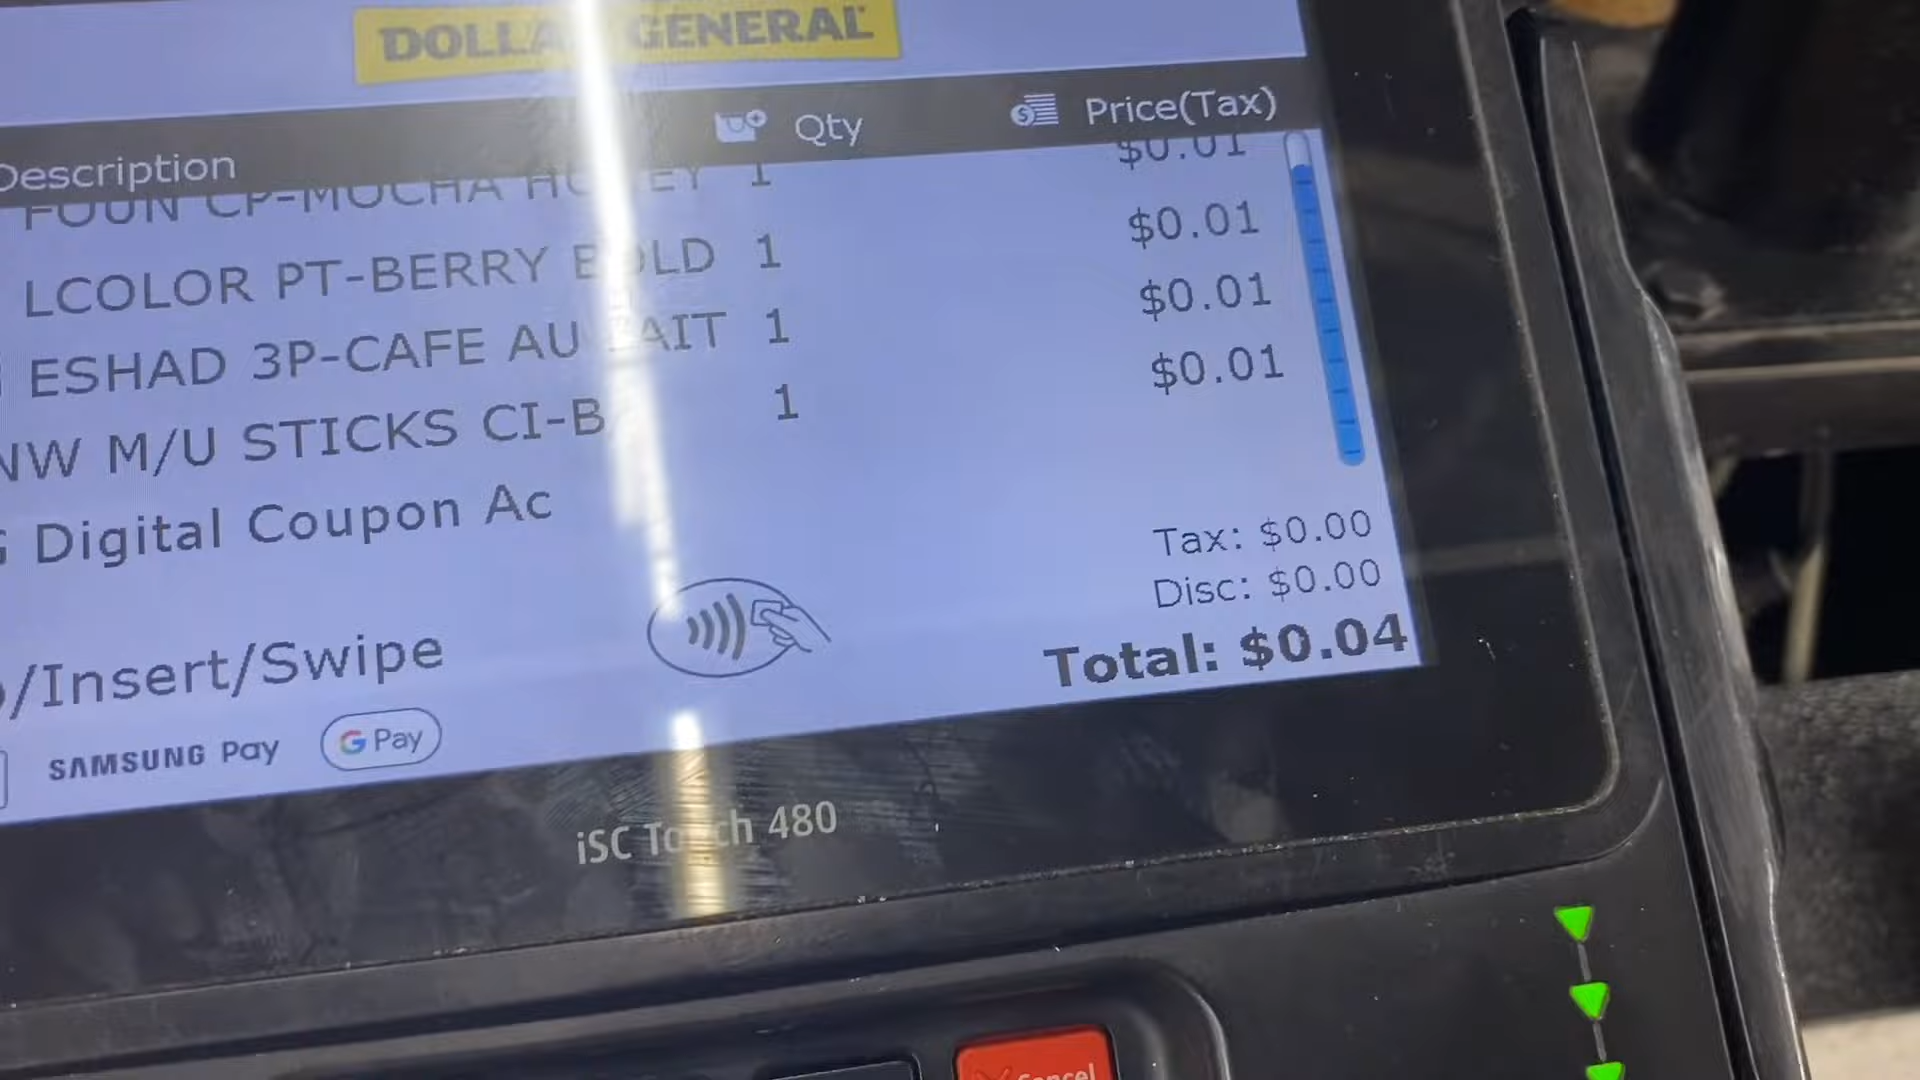 DOLLAR GENERAL
Description Qty Price(Tax)
FOUN CP-MOCHA HONEY 1 $0.01
LCOLOR PT-BERRY BOLD 1 $0.01
ESHAD 3P-CAFE AU LAIT 1 $0.01
NW M/U STICKS CI-B 1 $0.01
G Digital Coupon Ac
Tax: $0.00
Disc: $0.00
Total: $0.04
/Insert/Swipe
SAMSUNG Pay G Pay
iSC Touch 480
Cancel